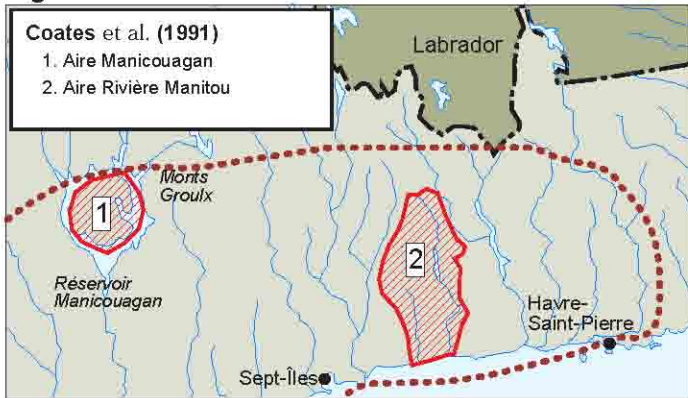 Coates et al. (1991)
1. Aire Manicouagan
2. Aire Rivière Manitou
Labrador
Monts
Groulx
1
2
Réservoir
Manicouagan
Havre-
Saint-Pierre
Sept-Îles